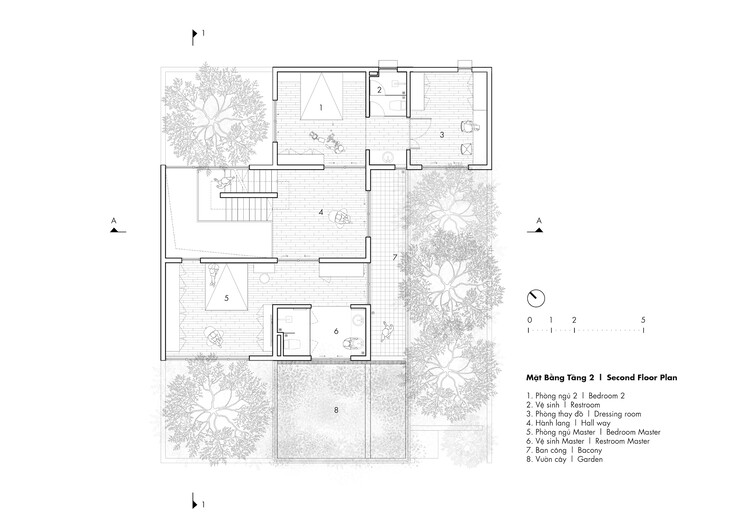 1
1
2
3
4
A
A
7
5
6
0 1 2 5
8
Mặt Bằng Tầng 2 | Second Floor Plan
1. Phòng ngủ 2 | Bedroom 2
2. Vệ sinh | Restroom
3. Phòng thay đồ | Dressing room
4. Hành lang | Hall way
5. Phòng ngủ Master | Bedroom Master
6. Vệ sinh Master | Restroom Master
7. Ban công | Bacony
8. Vườn cây | Garden
1